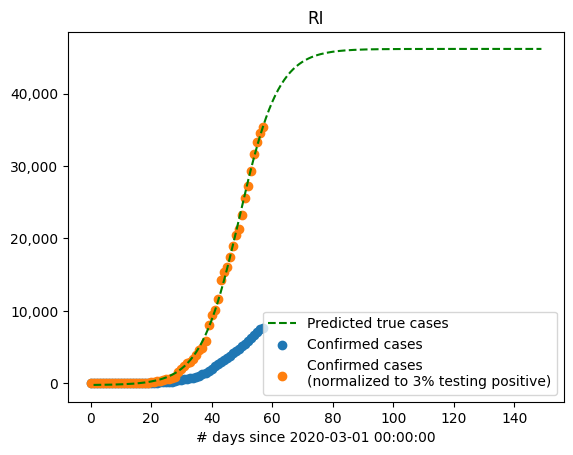 RI
40,000
30,000
20,000
10,000
0
Predicted true cases
Confirmed cases
Confirmed cases
(normalized to 3% testing positive)
0 20 40 60 80 100 120 140
# days since 2020-03-01 00:00:00